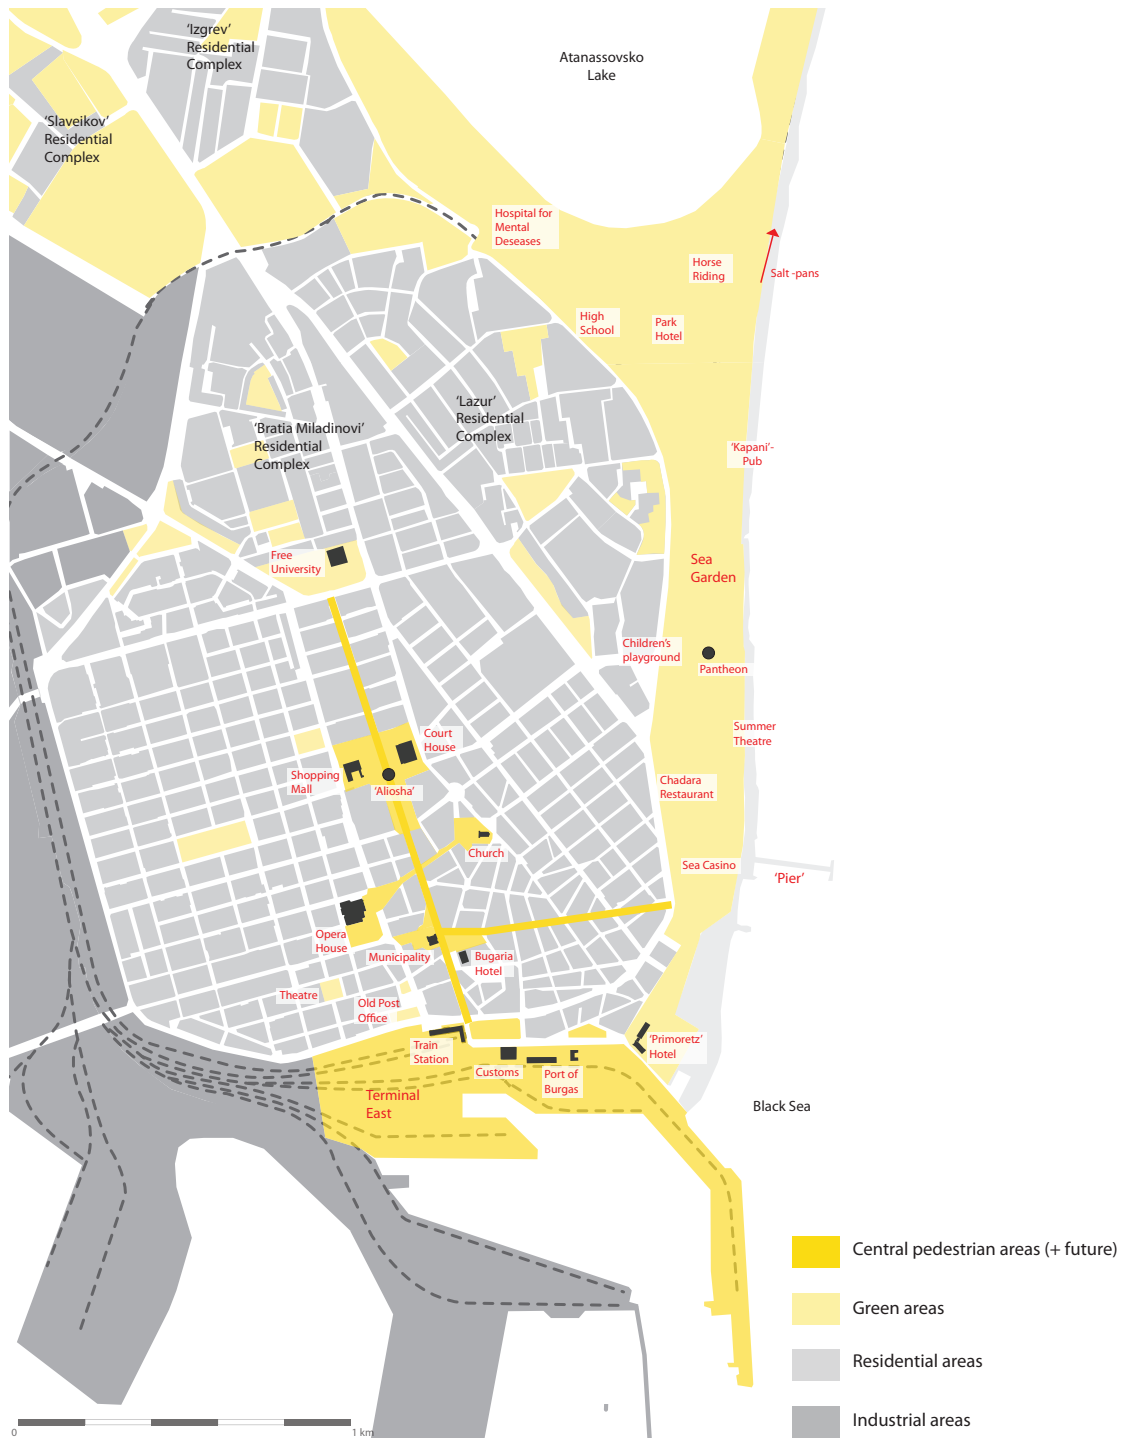 'Izgrev'
Residential
Complex
Atanassovsko
Lake
'Slaveikov'
Residential
Complex
Hospital for
Mental
Deseases
Horse
Riding
Salt -pans
High
School
Park
Hotel
'Lazur'
Residential
Complex
'Bratia Miladinovi'
Residential
Complex
'Kapani'-
Pub
Free
University
Sea
Garden
Children's
playground
Pantheon
Court
House
Summer
Theatre
Shopping
Mall
'Aliosha'
Chadara
Restaurant
Church
Sea Casino
'Pier'
Opera
House
Municipality
Bugaria
Hotel
Theatre
Old Post
Office
Train
Station
'Primoretz'
Hotel
Customs
Port of
Burgas
Terminal
East
Black Sea
Central pedestrian areas (+ future)
Green areas
Residential areas
Industrial areas
0
1 km